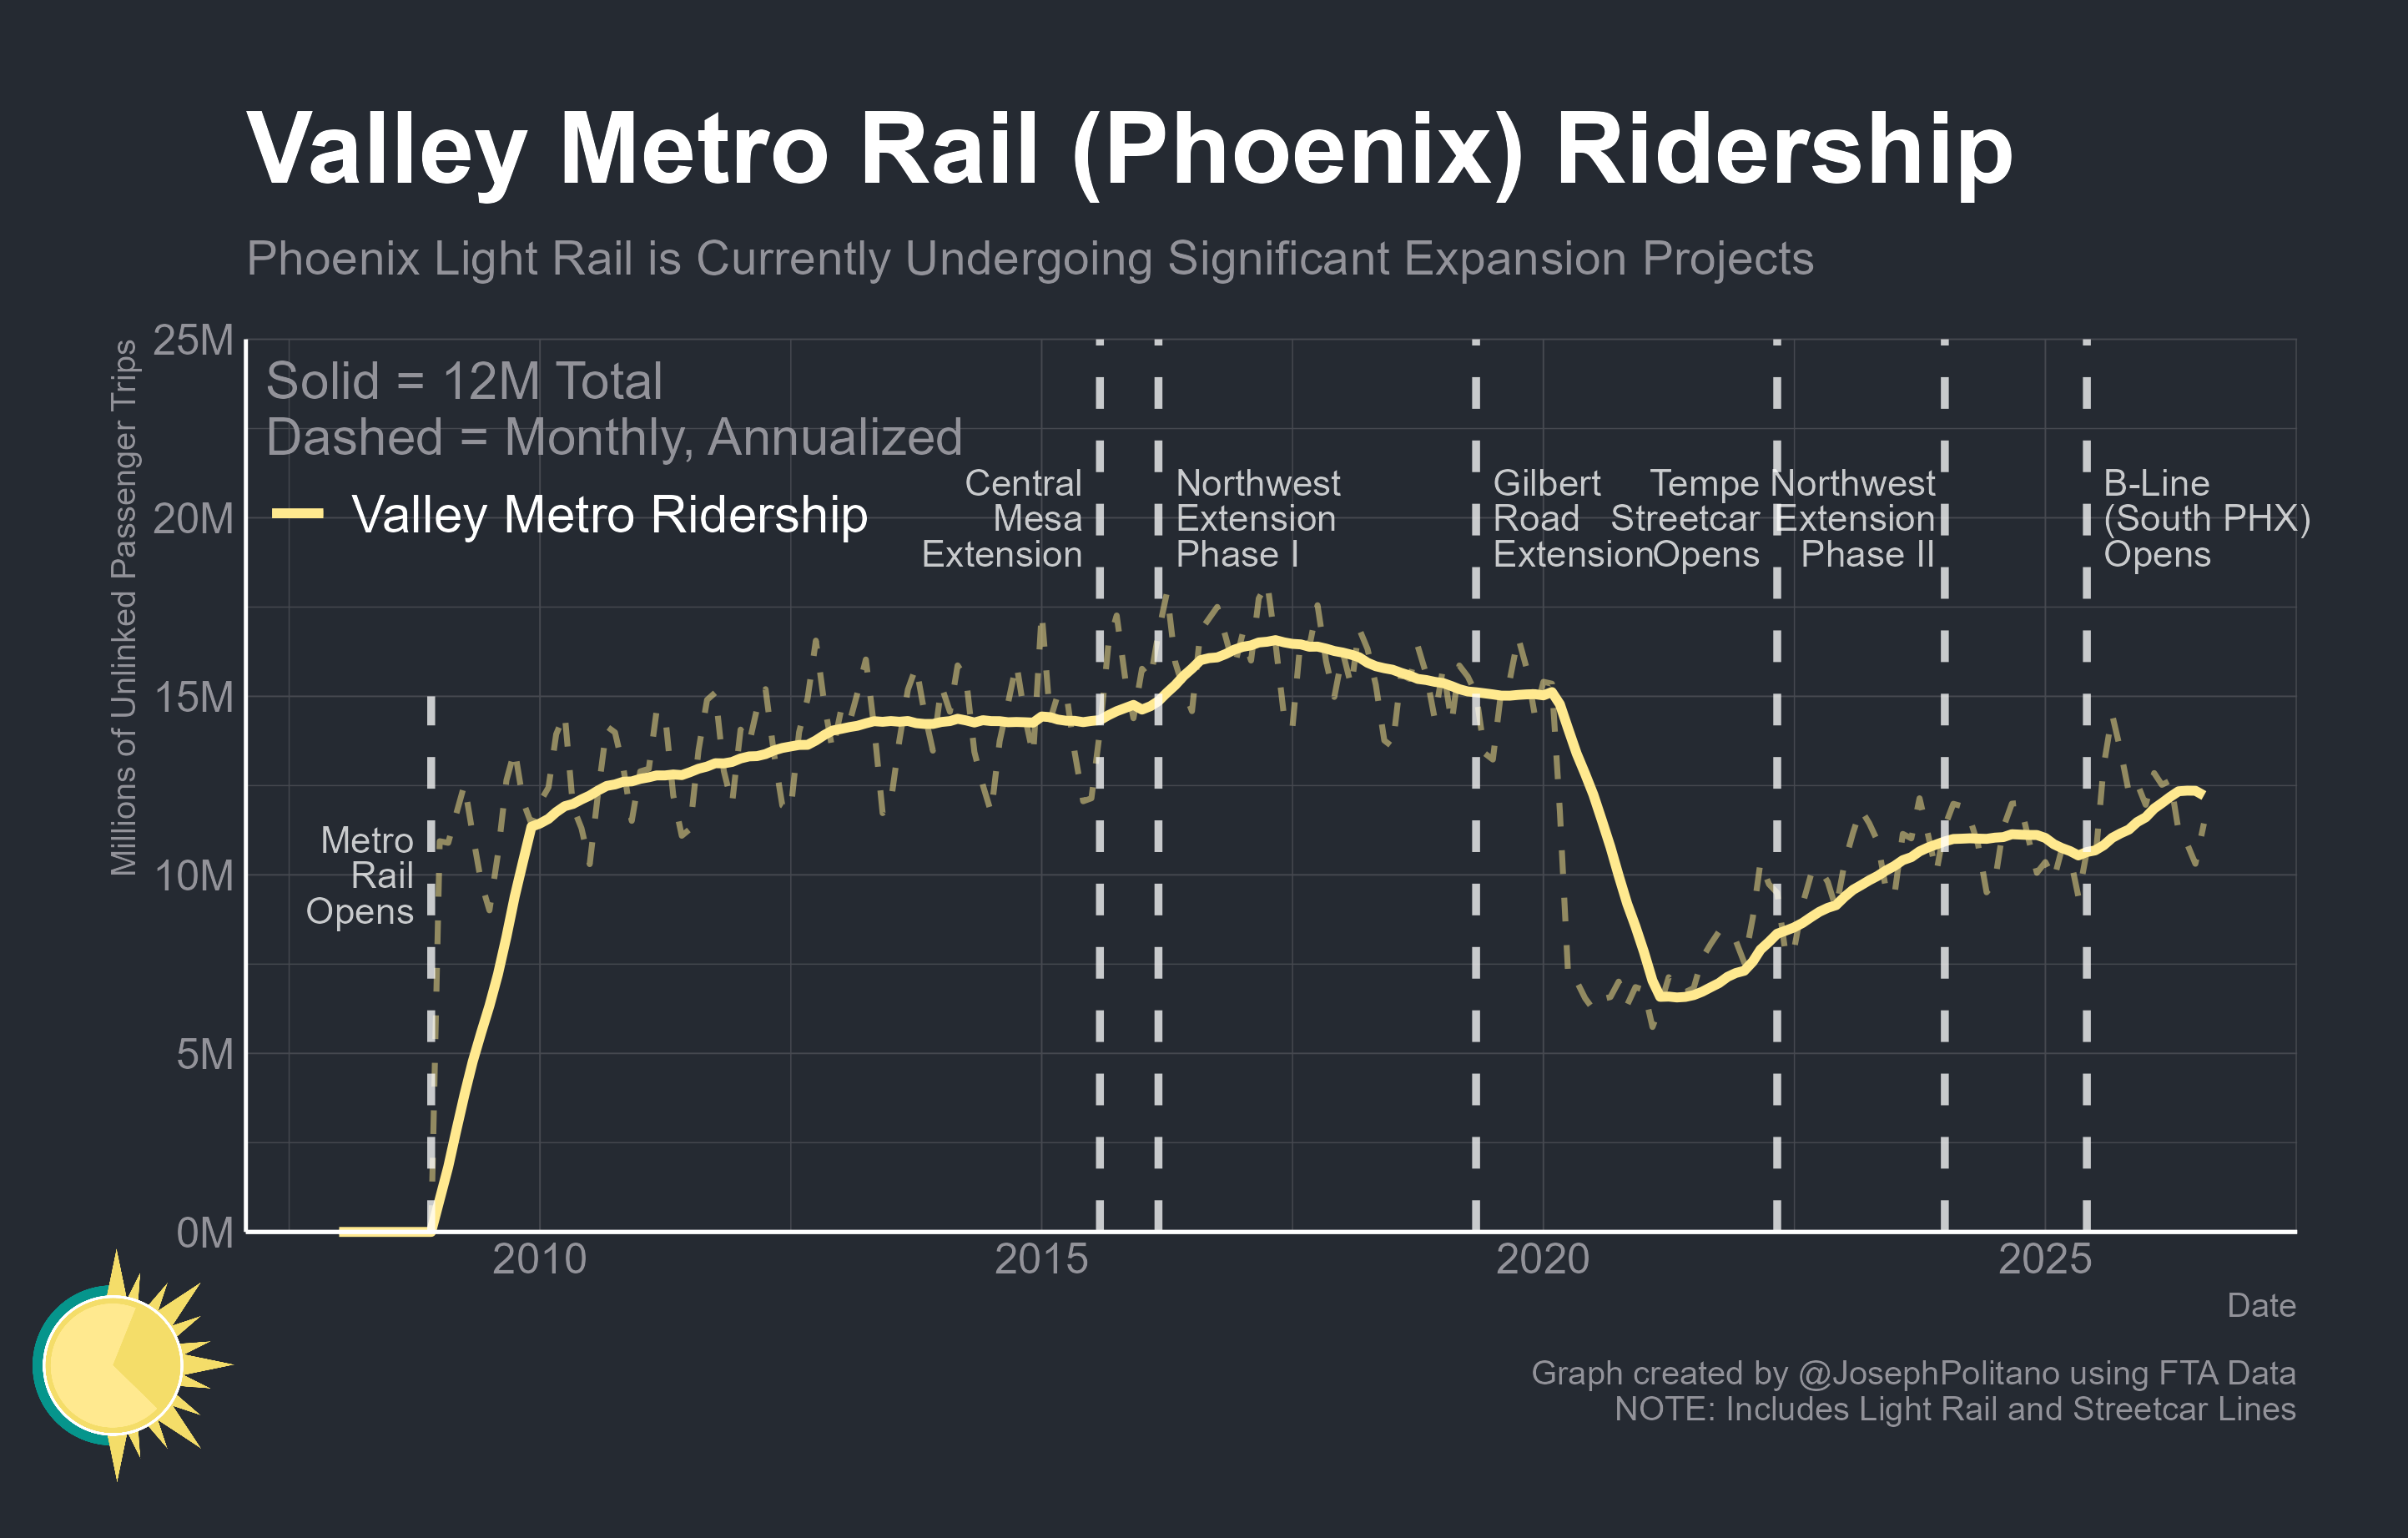 Valley Metro Rail (Phoenix) Ridership
Phoenix Light Rail is Currently Undergoing Significant Expansion Projects
Millions of Unlinked Passenger Trips
25M
20M
15M
10M
5M
0M
Solid = 12M Total
Dashed = Monthly, Annualized
Valley Metro Ridership
Metro
Rail
Opens
Central
Mesa
Extension
Northwest
Extension
Phase I
Gilbert
Road
Extension
Tempe
Streetcar
Opens
Northwest
Extension
Phase II
B-Line
(South PHX)
Opens
2010
2015
2020
2025
Date
Graph created by @JosephPolitano using FTA Data
NOTE: Includes Light Rail and Streetcar Lines